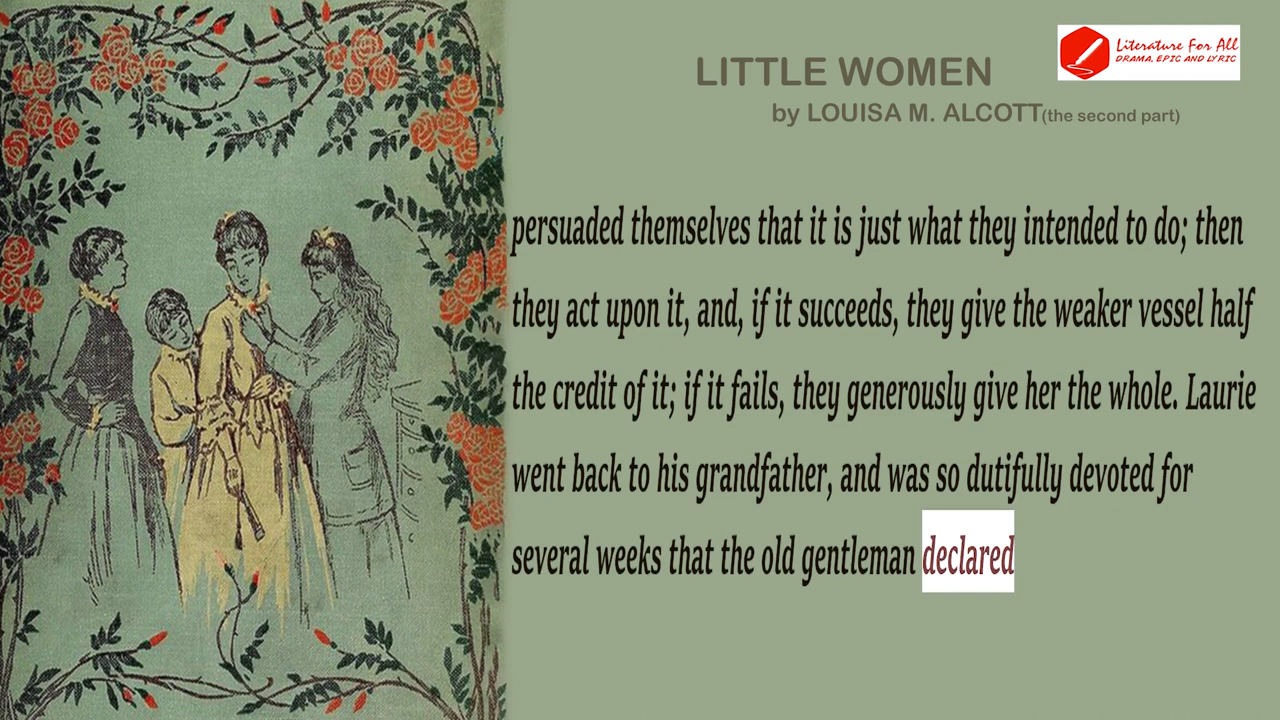 LITTLE WOMEN
by LOUISA M. ALCOTT(the second part)
Literature For All
DRAMA, EPIC AND LYRIC
persuaded themselves that it is just what they intended to do; then
they act upon it, and, if it succeeds, they give the weaker vessel half
the credit of it; if it fails, they generously give her the whole. Laurie
went back to his grandfather, and was so dutifully devoted for
several weeks that the old gentleman declared